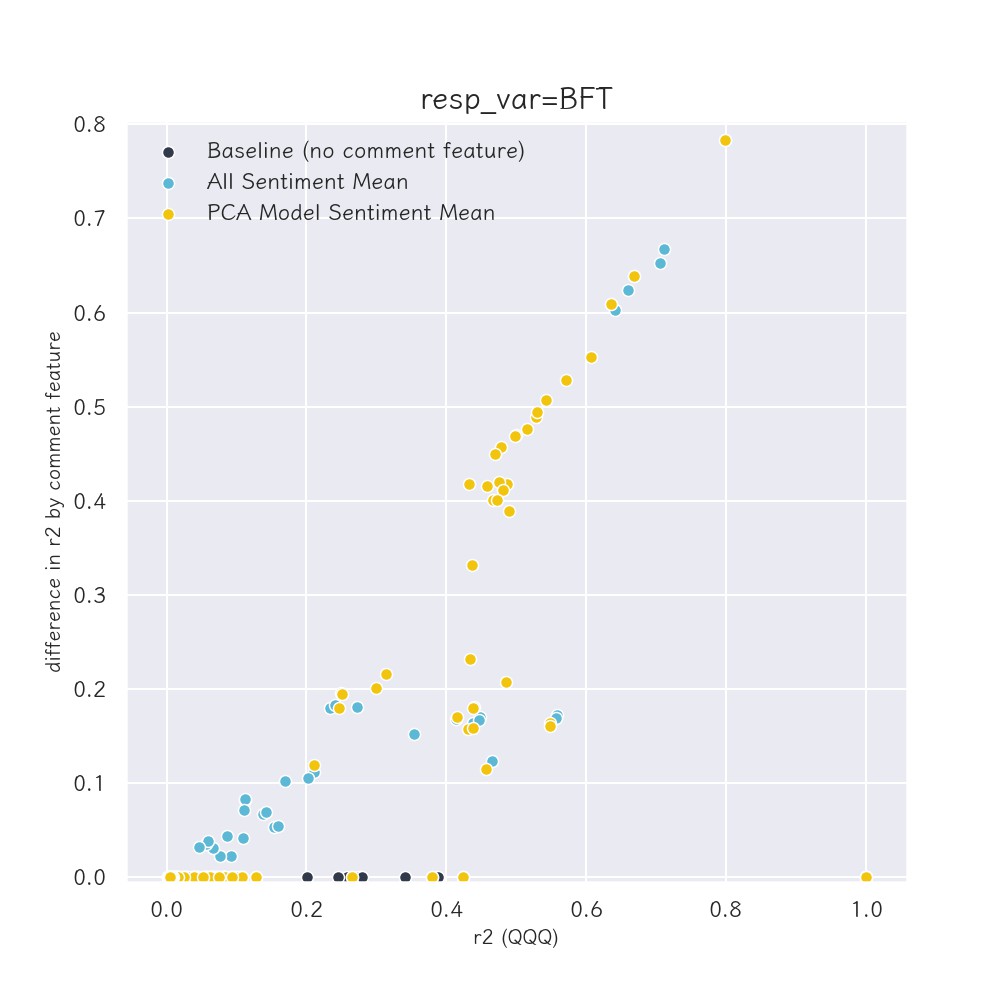 resp_var=BFT
0.8
0.7
0.6
0.5
0.4
0.3
0.2
0.1
0.0
difference in r2 by comment feature
Baseline (no comment feature)
All Sentiment Mean
PCA Model Sentiment Mean
0.0 0.2 0.4 0.6 0.8 1.0
r2 (QQQ)